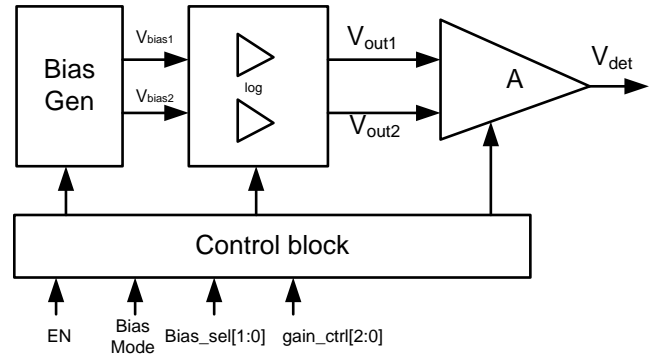 Bias
Gen
Vbias1
Vbias2
log
Vout1
Vout2
A
Vdet
Control block
EN
Bias
Mode
Bias_sel[1:0]
gain_ctrl[2:0]